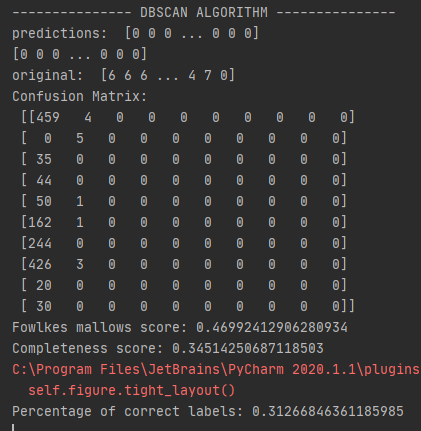 --------------- DBSCAN ALGORITHM ---------------
predictions:  [0 0 0 ... 0 0 0]
[0 0 0 ... 0 0 0]
original:  [6 6 6 ... 4 7 0]
Confusion Matrix:
[[459   4   0   0   0   0   0   0   0   0]
[  0   5   0   0   0   0   0   0   0   0]
[ 35   0   0   0   0   0   0   0   0   0]
[ 44   0   0   0   0   0   0   0   0   0]
[ 50   1   0   0   0   0   0   0   0   0]
[162   1   0   0   0   0   0   0   0   0]
[244   0   0   0   0   0   0   0   0   0]
[426   3   0   0   0   0   0   0   0   0]
[ 20   0   0   0   0   0   0   0   0   0]
[ 30   0   0   0   0   0   0   0   0   0]]
Fowlkes mallows score: 0.46992412906280934
Completeness score: 0.34514250687118503
C:\Program Files\JetBrains\PyCharm 2020.1.1\plugins
self.figure.tight_layout()
Percentage of correct labels: 0.31266846361185985